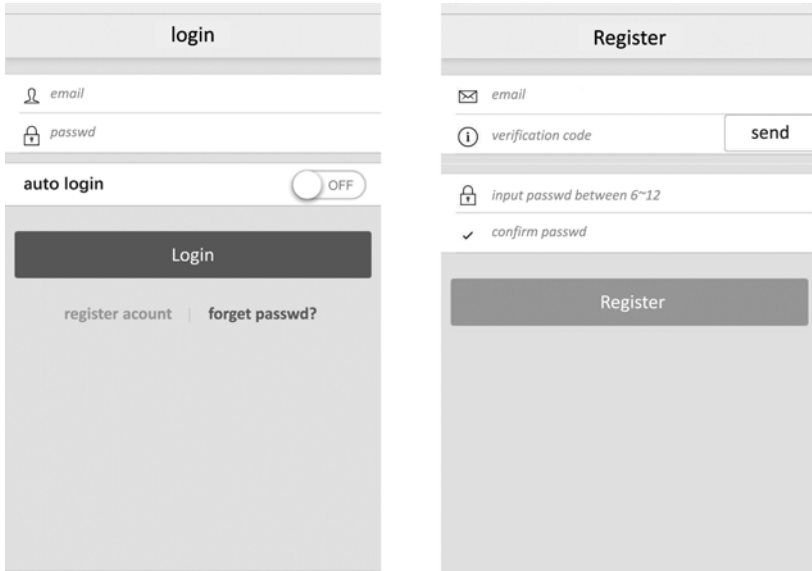 login
email
passwd
auto login OFF
Login
register acount | forget passwd?
Register
email
verification code send
input passwd between 6~12
confirm passwd
Register